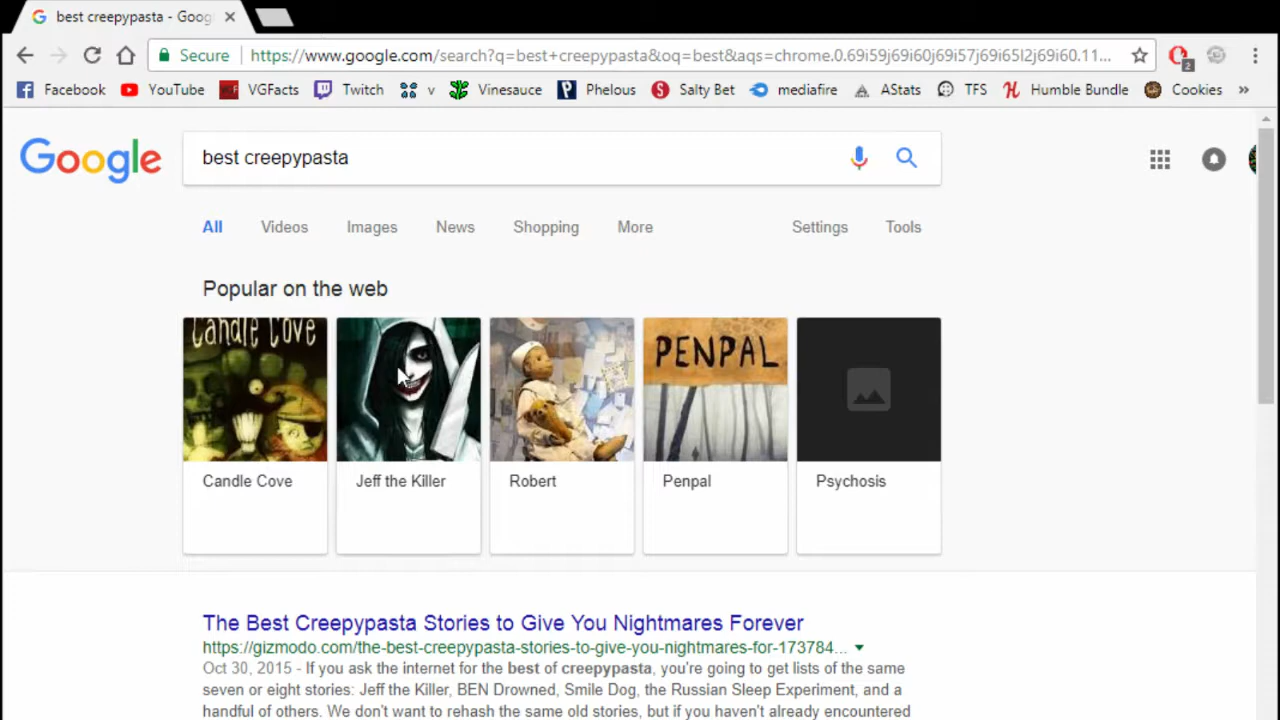 best creepypasta - Goog
Secure https://www.google.com/search?q=best+creepypasta&oq=best&aqs=chrome.0.69i59j69i60j69i57j69i65l2j69i60.11...
2
Facebook YouTube VGFacts Twitch v Vinesauce Phelous Salty Bet mediafire AStats TFS Humble Bundle Cookies »
Google best creepypasta
All Videos Images News Shopping More Settings Tools
Popular on the web
Candle Cove
PENPAL
Candle Cove Jeff the Killer Robert Penpal Psychosis
The Best Creepypasta Stories to Give You Nightmares Forever
https://gizmodo.com/the-best-creepypasta-stories-to-give-you-nightmares-for-173784...
Oct 30, 2015 - If you ask the internet for the best of creepypasta, you're going to get lists of the same
seven or eight stories: Jeff the Killer, BEN Drowned, Smile Dog, the Russian Sleep Experiment, and a
handful of others. We don't want to rehash the same old stories, but if you haven't already encountered